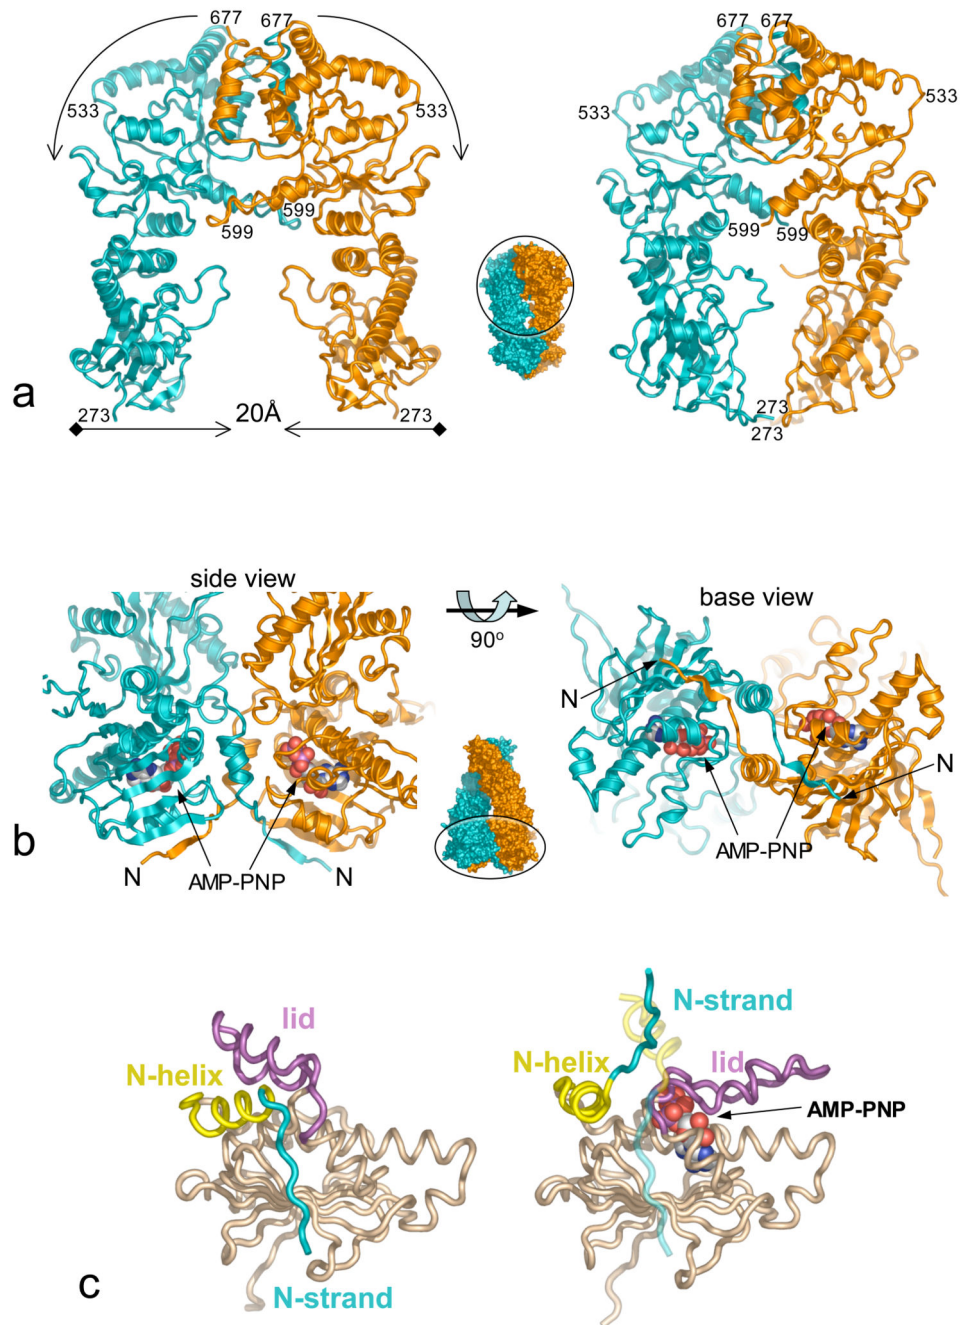 677 677
533 533
599
599
273 20Å 273
a
677 677
533 533
599 599
273
273
side view
90°
base view
N AMP-PNP N
b
N
N
AMP-PNP
lid
N-helix
N-strand
c
N-strand
N-helix
lid
AMP-PNP